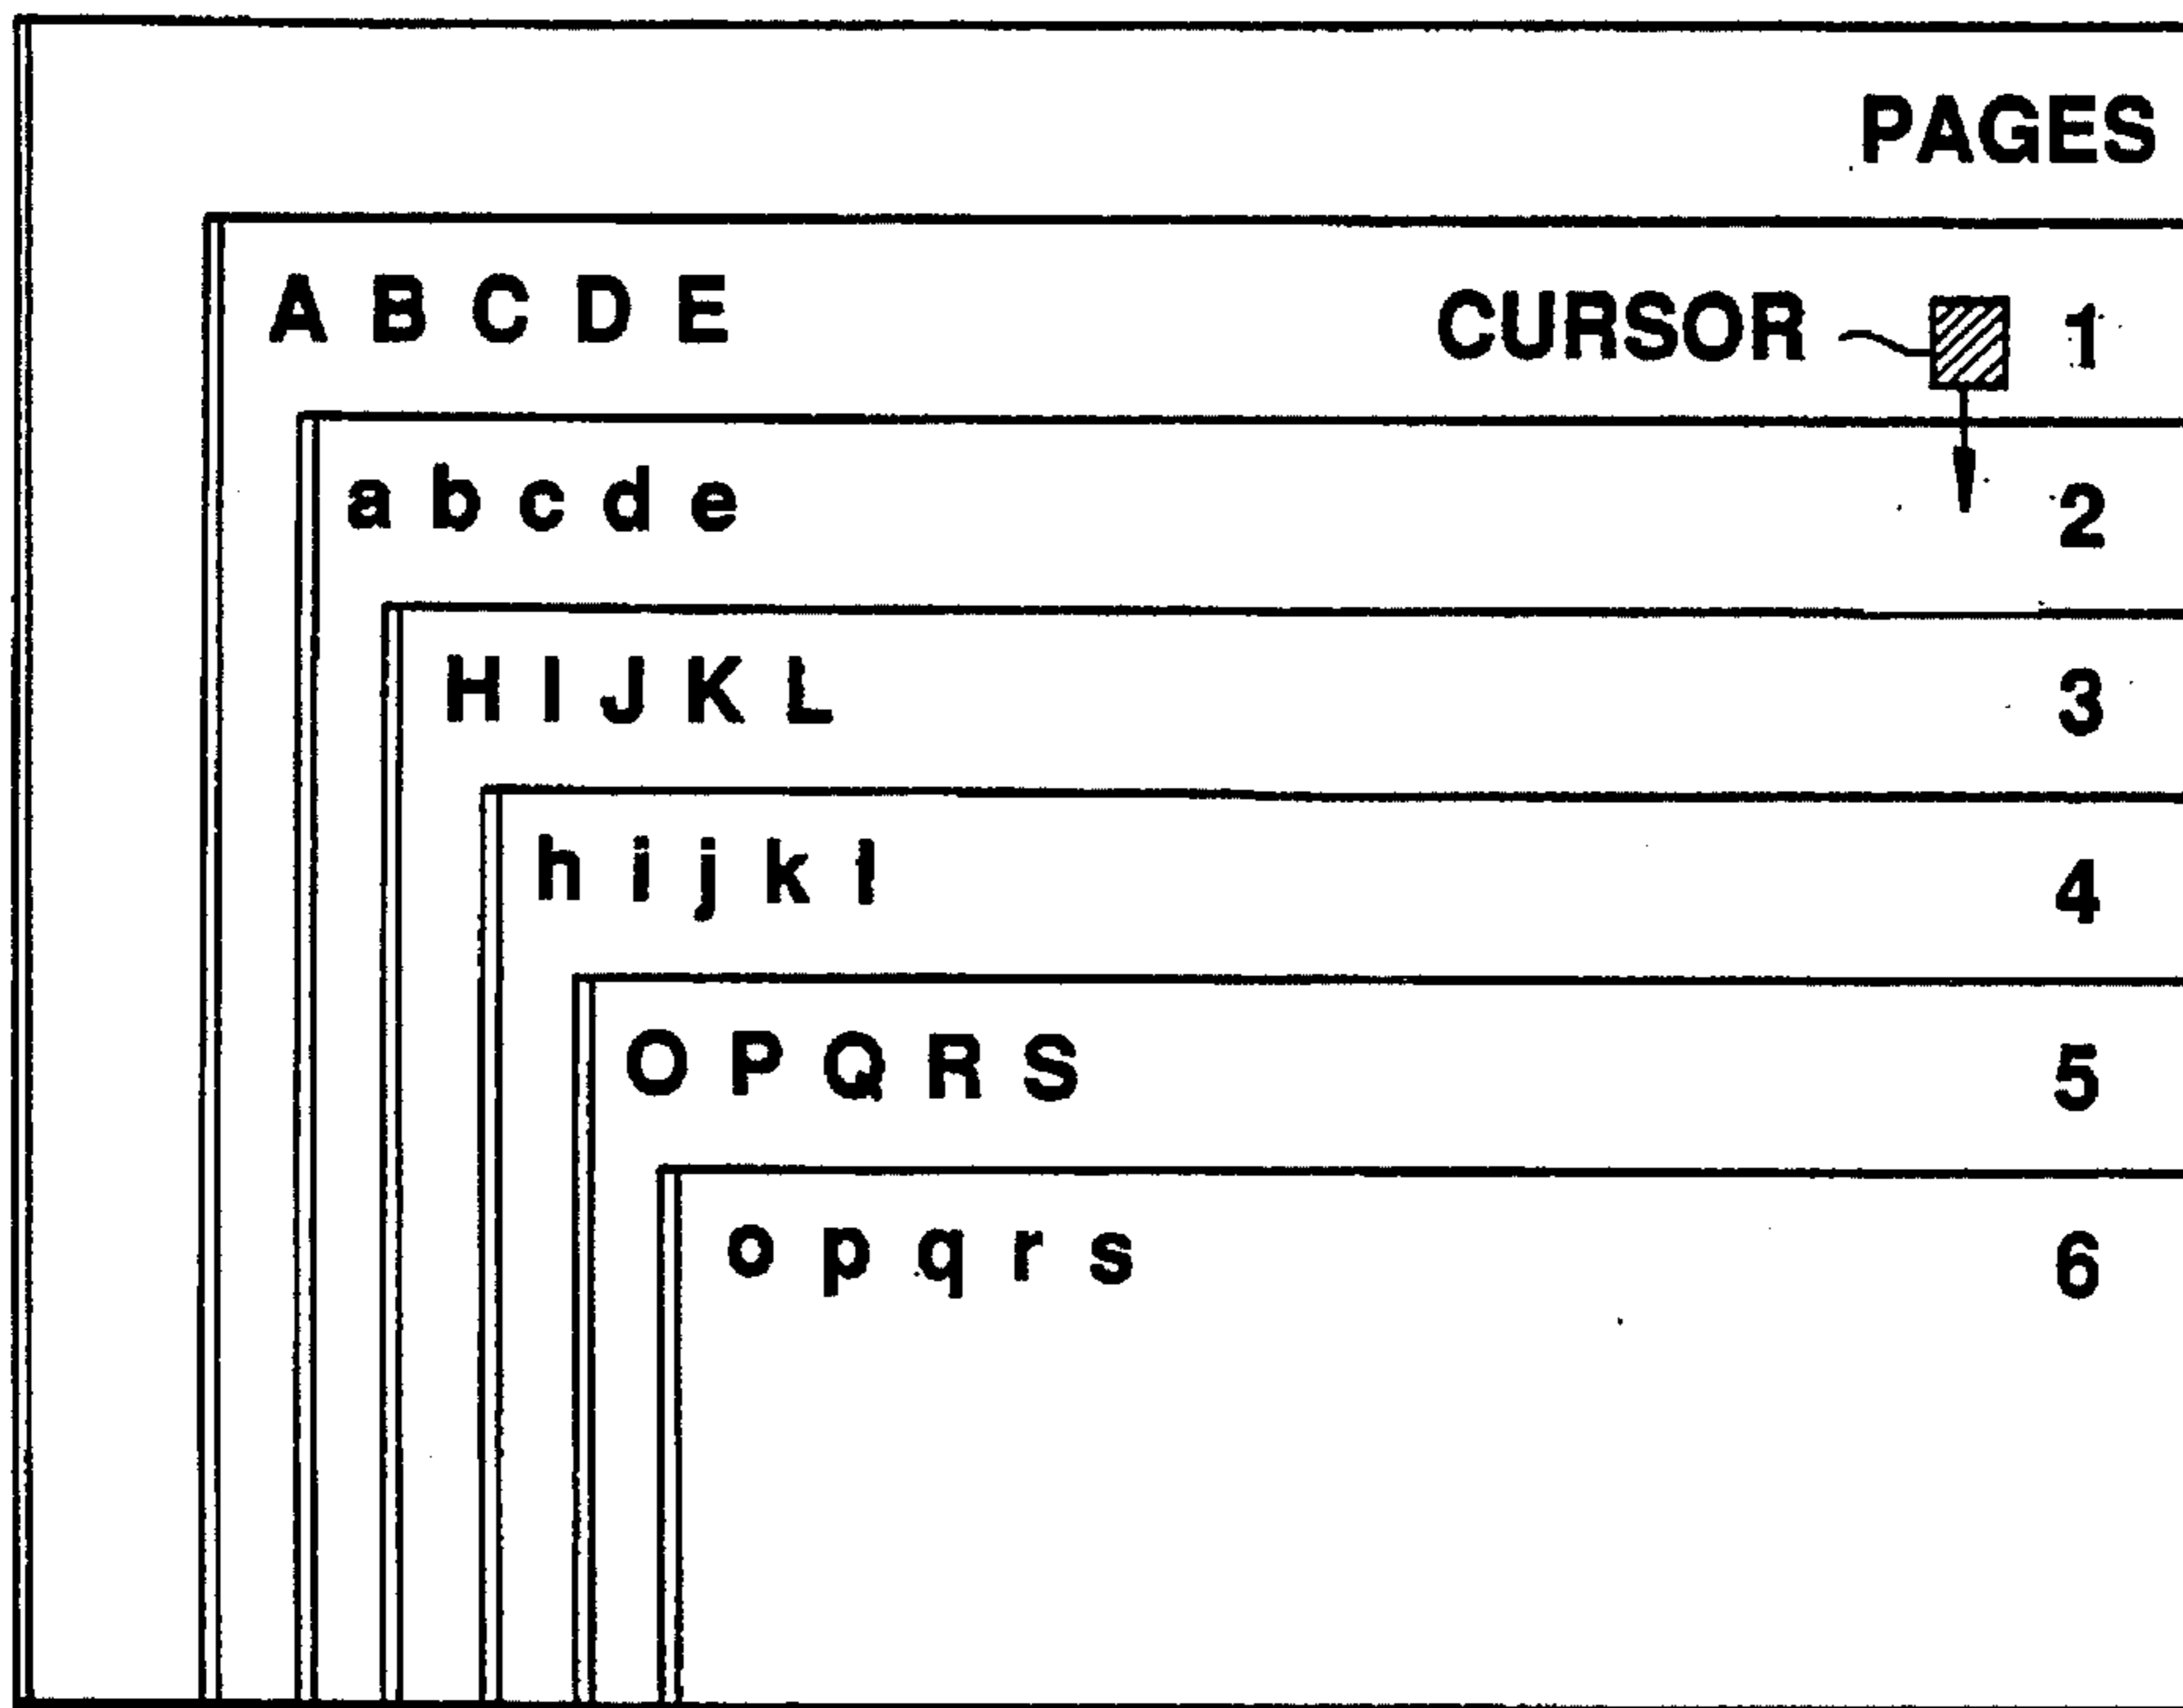 PAGES
A B C D E CURSOR 1
a b c d e 2
H I J K L 3
h i j k l 4
O P Q R S 5
o p q r s 6